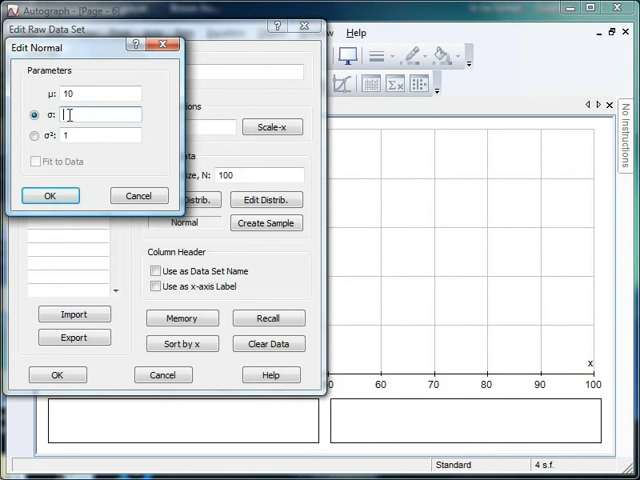 Autograph - [Page - 6]
Edit Raw Data Set
Edit Normal
Help
Parameters
μ: 10
σ:
σ²: 1
Fit to Data
OK
Cancel
Scale-x
N: 100
Edit Distrib.
Normal
Create Sample
Column Header
Use as Data Set Name
Use as x-axis Label
Import
Export
Memory
Recall
Sort by x
Clear Data
OK
Cancel
Help
No Instructions
x
60
70
80
90
100
Standard
4 s.f.